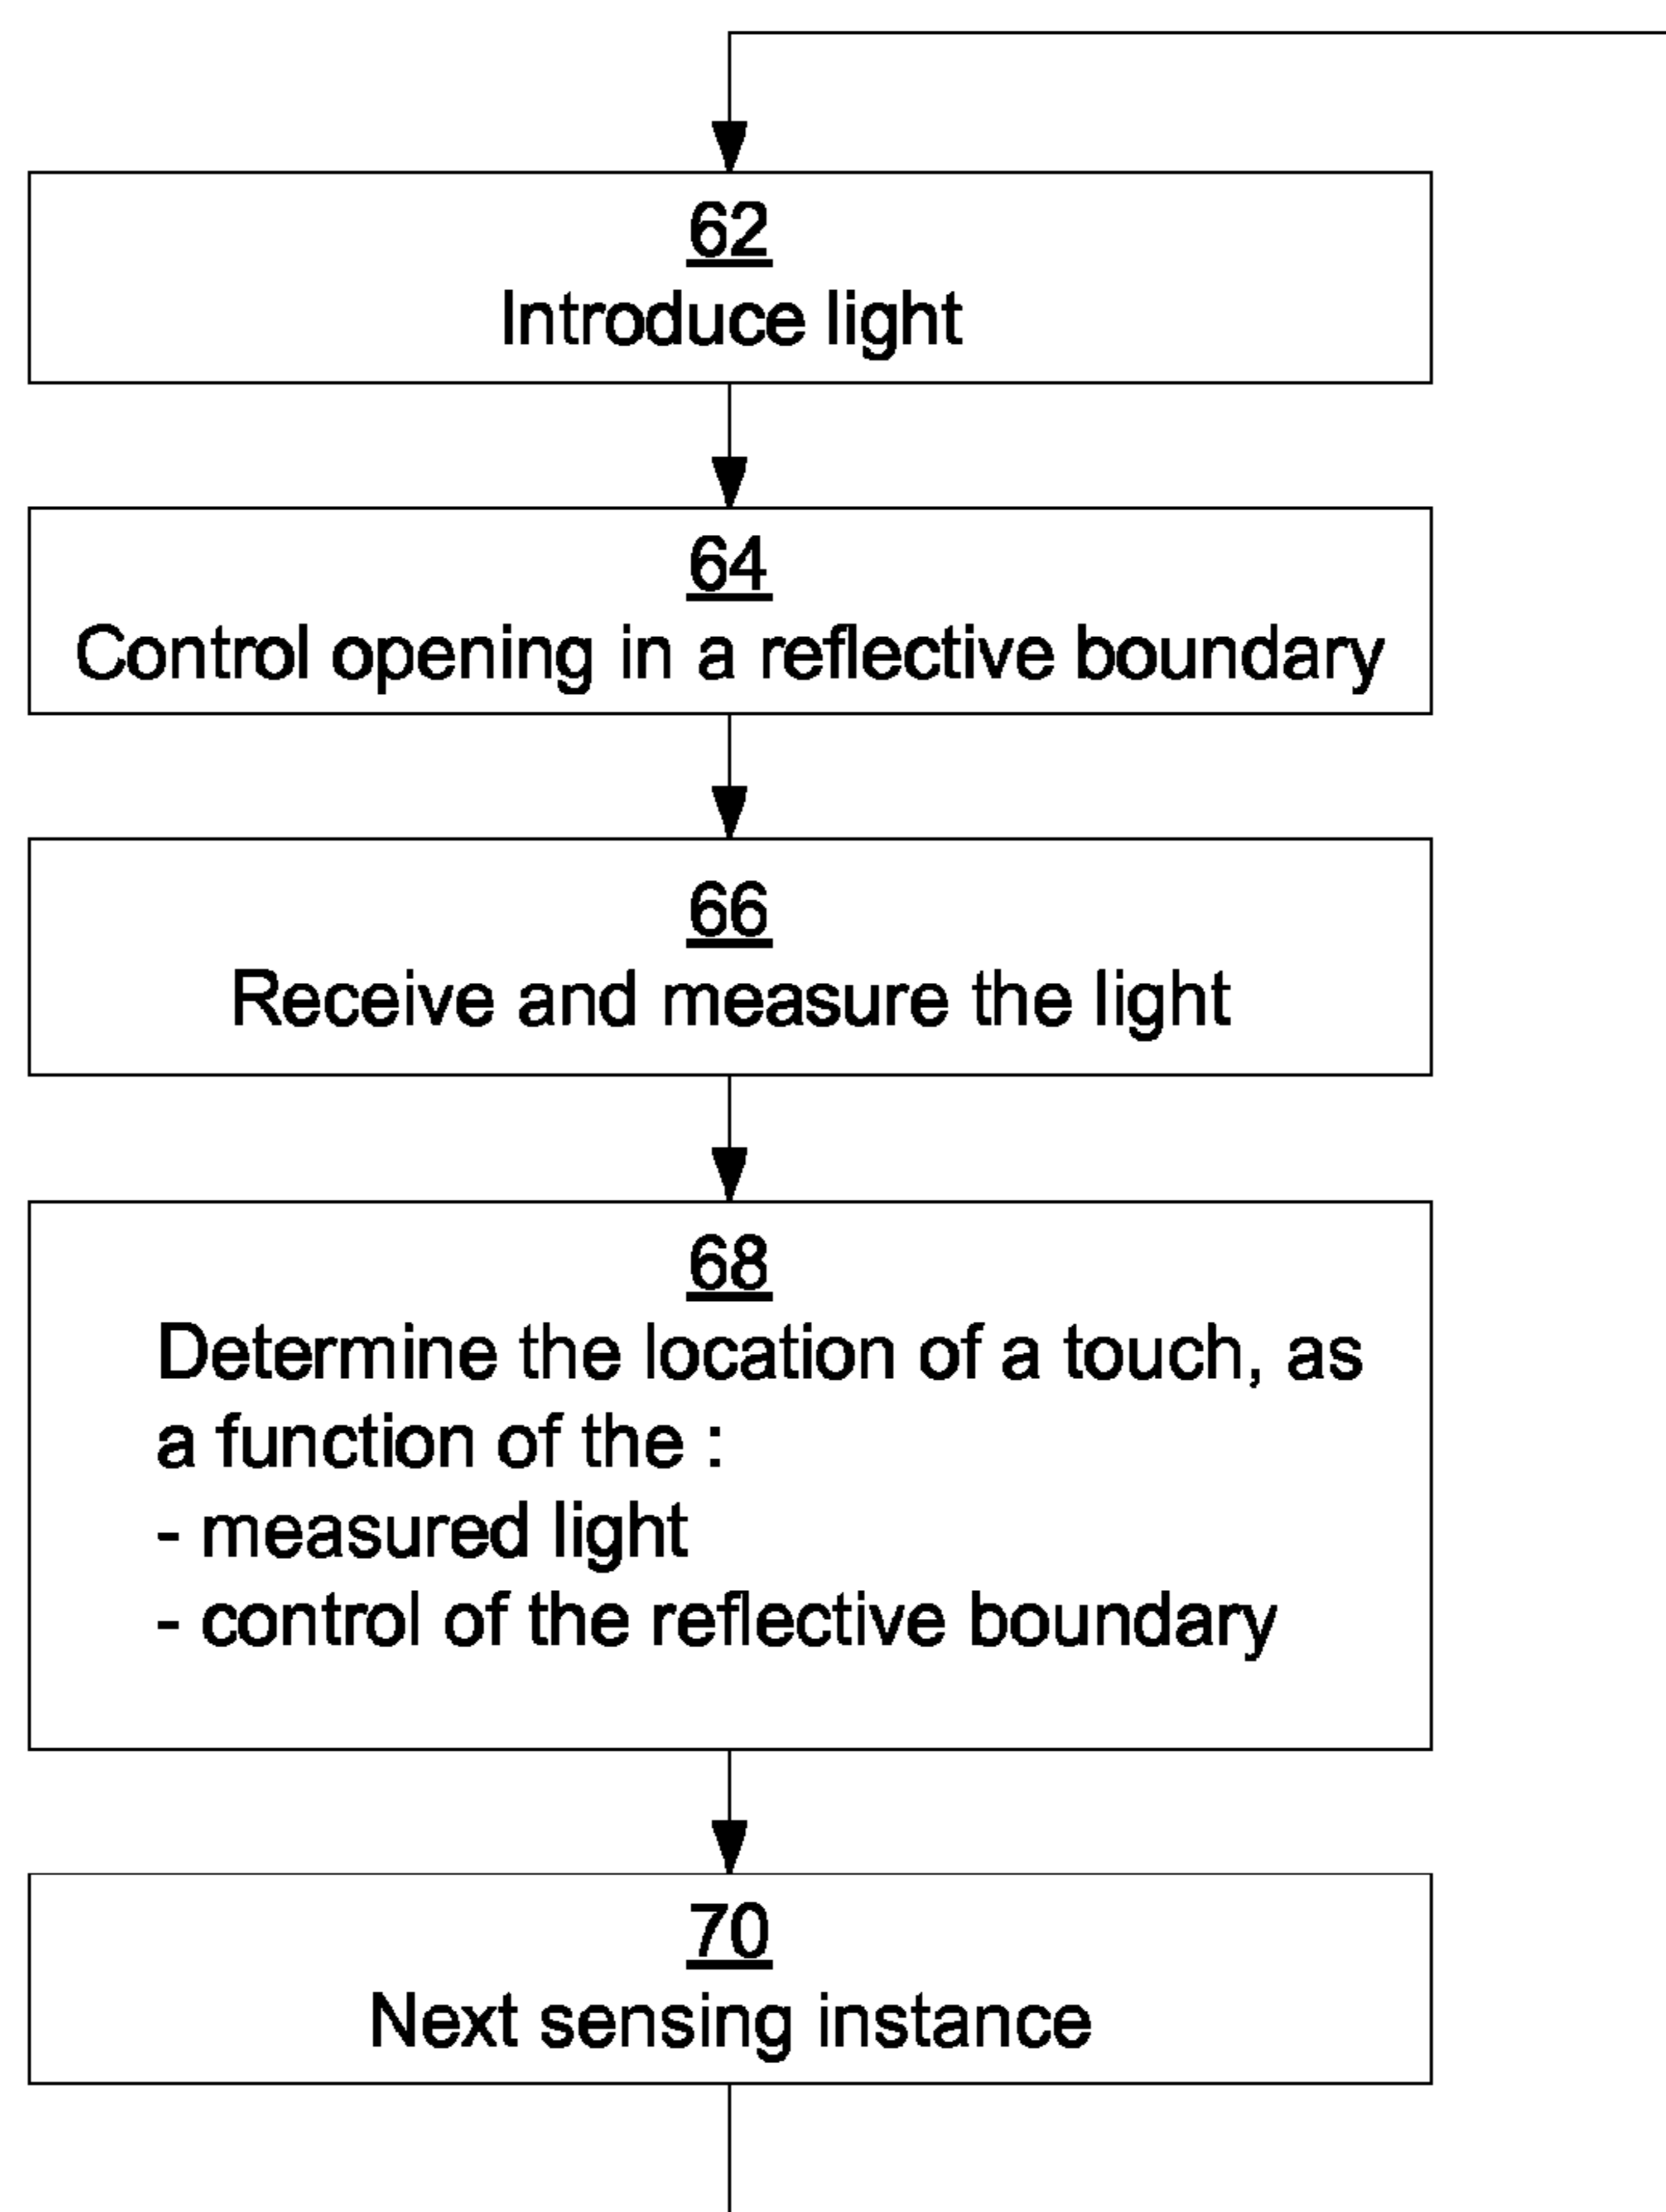 62
Introduce light
64
Control opening in a reflective boundary
66
Receive and measure the light
68
Determine the location of a touch, as
a function of the :
- measured light
- control of the reflective boundary
70
Next sensing instance